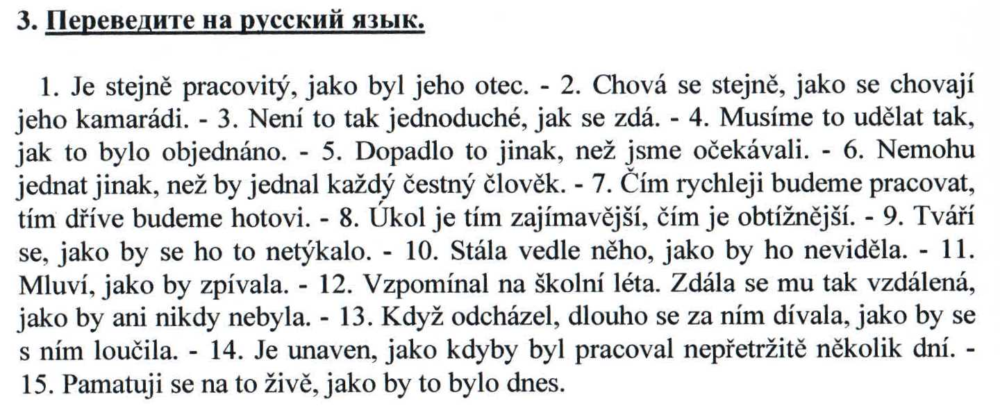 3. Переведите на русский язык.
1. Je stejně pracovitý, jako byl jeho otec. - 2. Chová se stejně, jako se chovají
jeho kamarádi. - 3. Není to tak jednoduché, jak se zdá. - 4. Musíme to udělat tak,
jak to bylo objednáno. - 5. Dopadlo to jinak, než jsme očekávali. - 6. Nemohu
jednat jinak, než by jednal každý čestný člověk. - 7. Čím rychleji budeme pracovat,
tím dříve budeme hotovi. - 8. Úkol je tím zajímavější, čím je obtížnější. - 9. Tváří
se, jako by se ho to netýkalo. - 10. Stála vedle něho, jako by ho neviděla. - 11.
Mluví, jako by zpívala. - 12. Vzpomínal na školní léta. Zdála se mu tak vzdálená,
jako by ani nikdy nebyla. - 13. Když odcházel, dlouho se za ním dívala, jako by se
s ním loučila. - 14. Je unaven, jako kdyby byl pracoval nepřetržitě několik dní. -
15. Pamatuji se na to živě, jako by to bylo dnes.